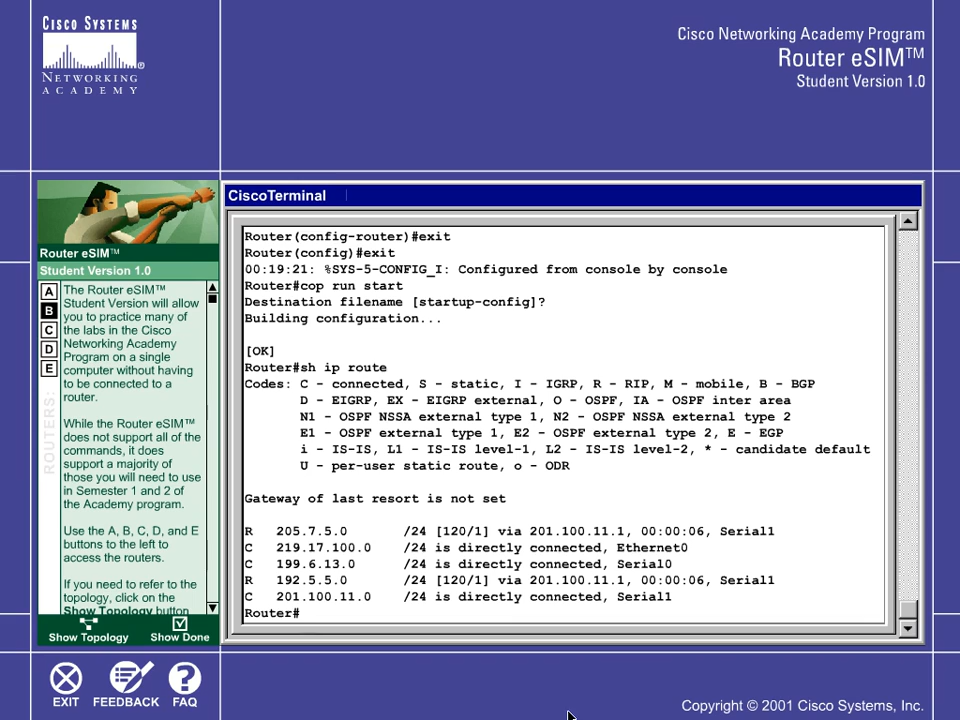 CISCO SYSTEMS
NETWORKING
ACADEMY
®
Cisco Networking Academy Program
Router eSIM™
Student Version 1.0
Router eSIM™
Student Version 1.0
A
B
C
D
E
ROUTERS:
The Router eSIM™
Student Version will allow
you to practice many of
the labs in the Cisco
Networking Academy
Program on a single
computer without having
to be connected to a
router.
While the Router eSIM™
does not support all of the
commands, it does
support a majority of
those you will need to use
in Semester 1 and 2 of
the Academy program.
Use the A, B, C, D, and E
buttons to the left to
access the routers.
If you need to refer to the
topology, click on the
Show Topology button
Show Topology
Show Done
CiscoTerminal
Router(config-router)#exit
Router(config)#exit
00:19:21: %SYS-5-CONFIG_I: Configured from console by console
Router#cop run start
Destination filename [startup-config]?
Building configuration...
[OK]
Router#sh ip route
Codes: C - connected, S - static, I - IGRP, R - RIP, M - mobile, B - BGP
D - EIGRP, EX - EIGRP external, O - OSPF, IA - OSPF inter area
N1 - OSPF NSSA external type 1, N2 - OSPF NSSA external type 2
E1 - OSPF external type 1, E2 - OSPF external type 2, E - EGP
i - IS-IS, L1 - IS-IS level-1, L2 - IS-IS level-2, * - candidate default
U - per-user static route, o - ODR
Gateway of last resort is not set
R 205.7.5.0 /24 [120/1] via 201.100.11.1, 00:00:06, Serial1
C 219.17.100.0 /24 is directly connected, Ethernet0
C 199.6.13.0 /24 is directly connected, Serial0
R 192.5.5.0 /24 [120/1] via 201.100.11.1, 00:00:06, Serial1
C 201.100.11.0 /24 is directly connected, Serial1
Router#
EXIT
FEEDBACK
?
FAQ
Copyright © 2001 Cisco Systems, Inc.